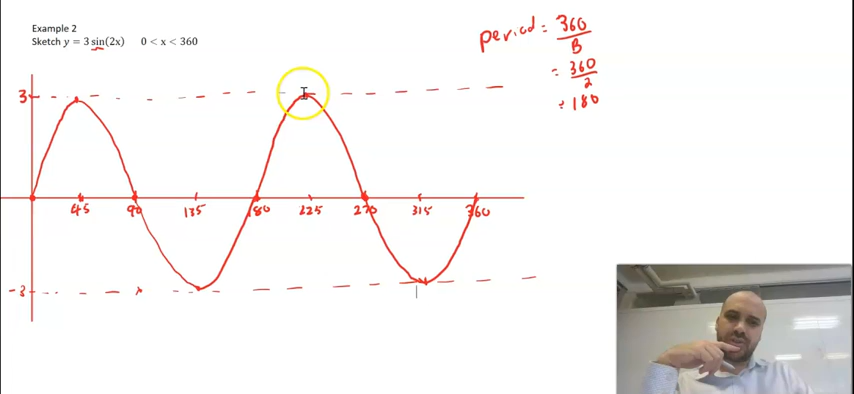 Example 2
Sketch y = 3 sin(2x) 0 < x < 360
period = 360
B
= 360
2
= 180
3
45 90 135 180 225 270 315 360
-3